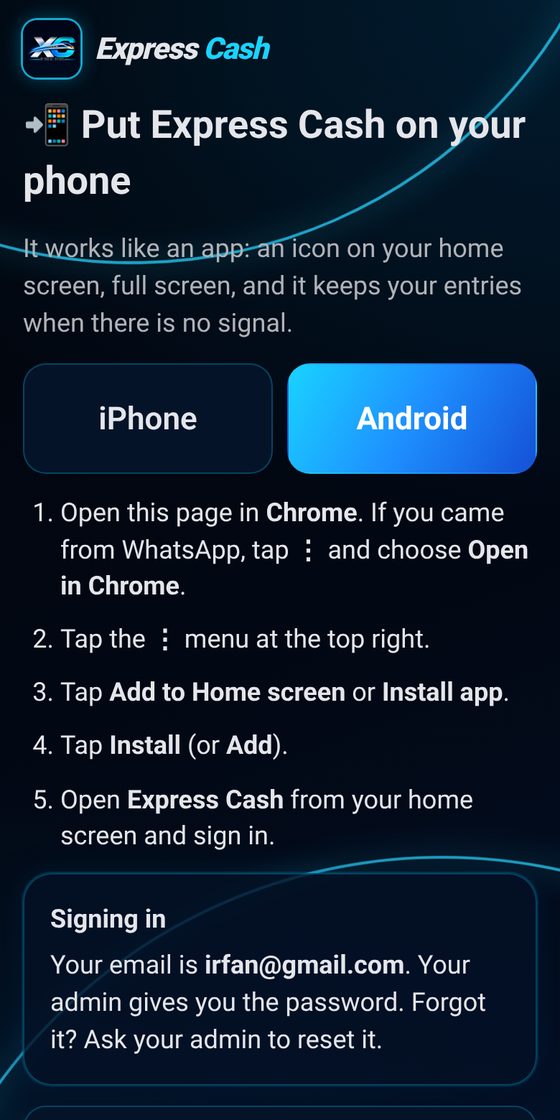 XC
Express Cash
📲 Put Express Cash on your
phone
It works like an app: an icon on your home
screen, full screen, and it keeps your entries
when there is no signal.
iPhone
Android
1. Open this page in Chrome. If you came
from WhatsApp, tap ⋮ and choose Open
in Chrome.
2. Tap the ⋮ menu at the top right.
3. Tap Add to Home screen or Install app.
4. Tap Install (or Add).
5. Open Express Cash from your home
screen and sign in.
Signing in
Your email is irfan@gmail.com. Your
admin gives you the password. Forgot
it? Ask your admin to reset it.